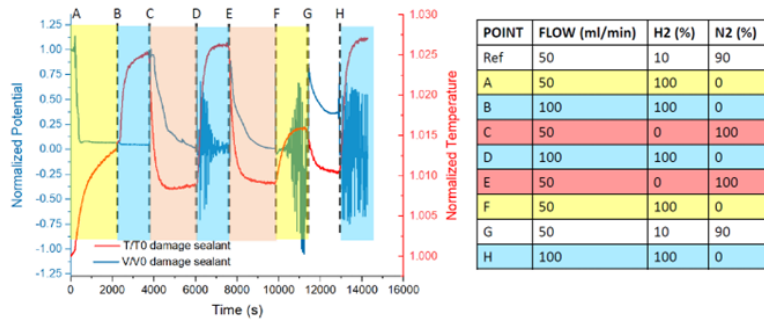 A B C D E F G H
1.25
1.00
0.75
0.50
0.25
0.00
-0.25
-0.50
-0.75
-1.00
-1.25
Normalized Potential
1.030
1.025
1.020
1.015
1.010
1.005
1.000
Normalized Temperature
T/T0 damage sealant
V/V0 damage sealant
0 2000 4000 6000 8000 10000 12000 14000 16000
Time (s)
POINT FLOW (ml/min) H2 (%) N2 (%)
Ref 50 10 90
A 50 100 0
B 100 100 0
C 50 0 100
D 100 100 0
E 50 0 100
F 50 100 0
G 50 10 90
H 100 100 0